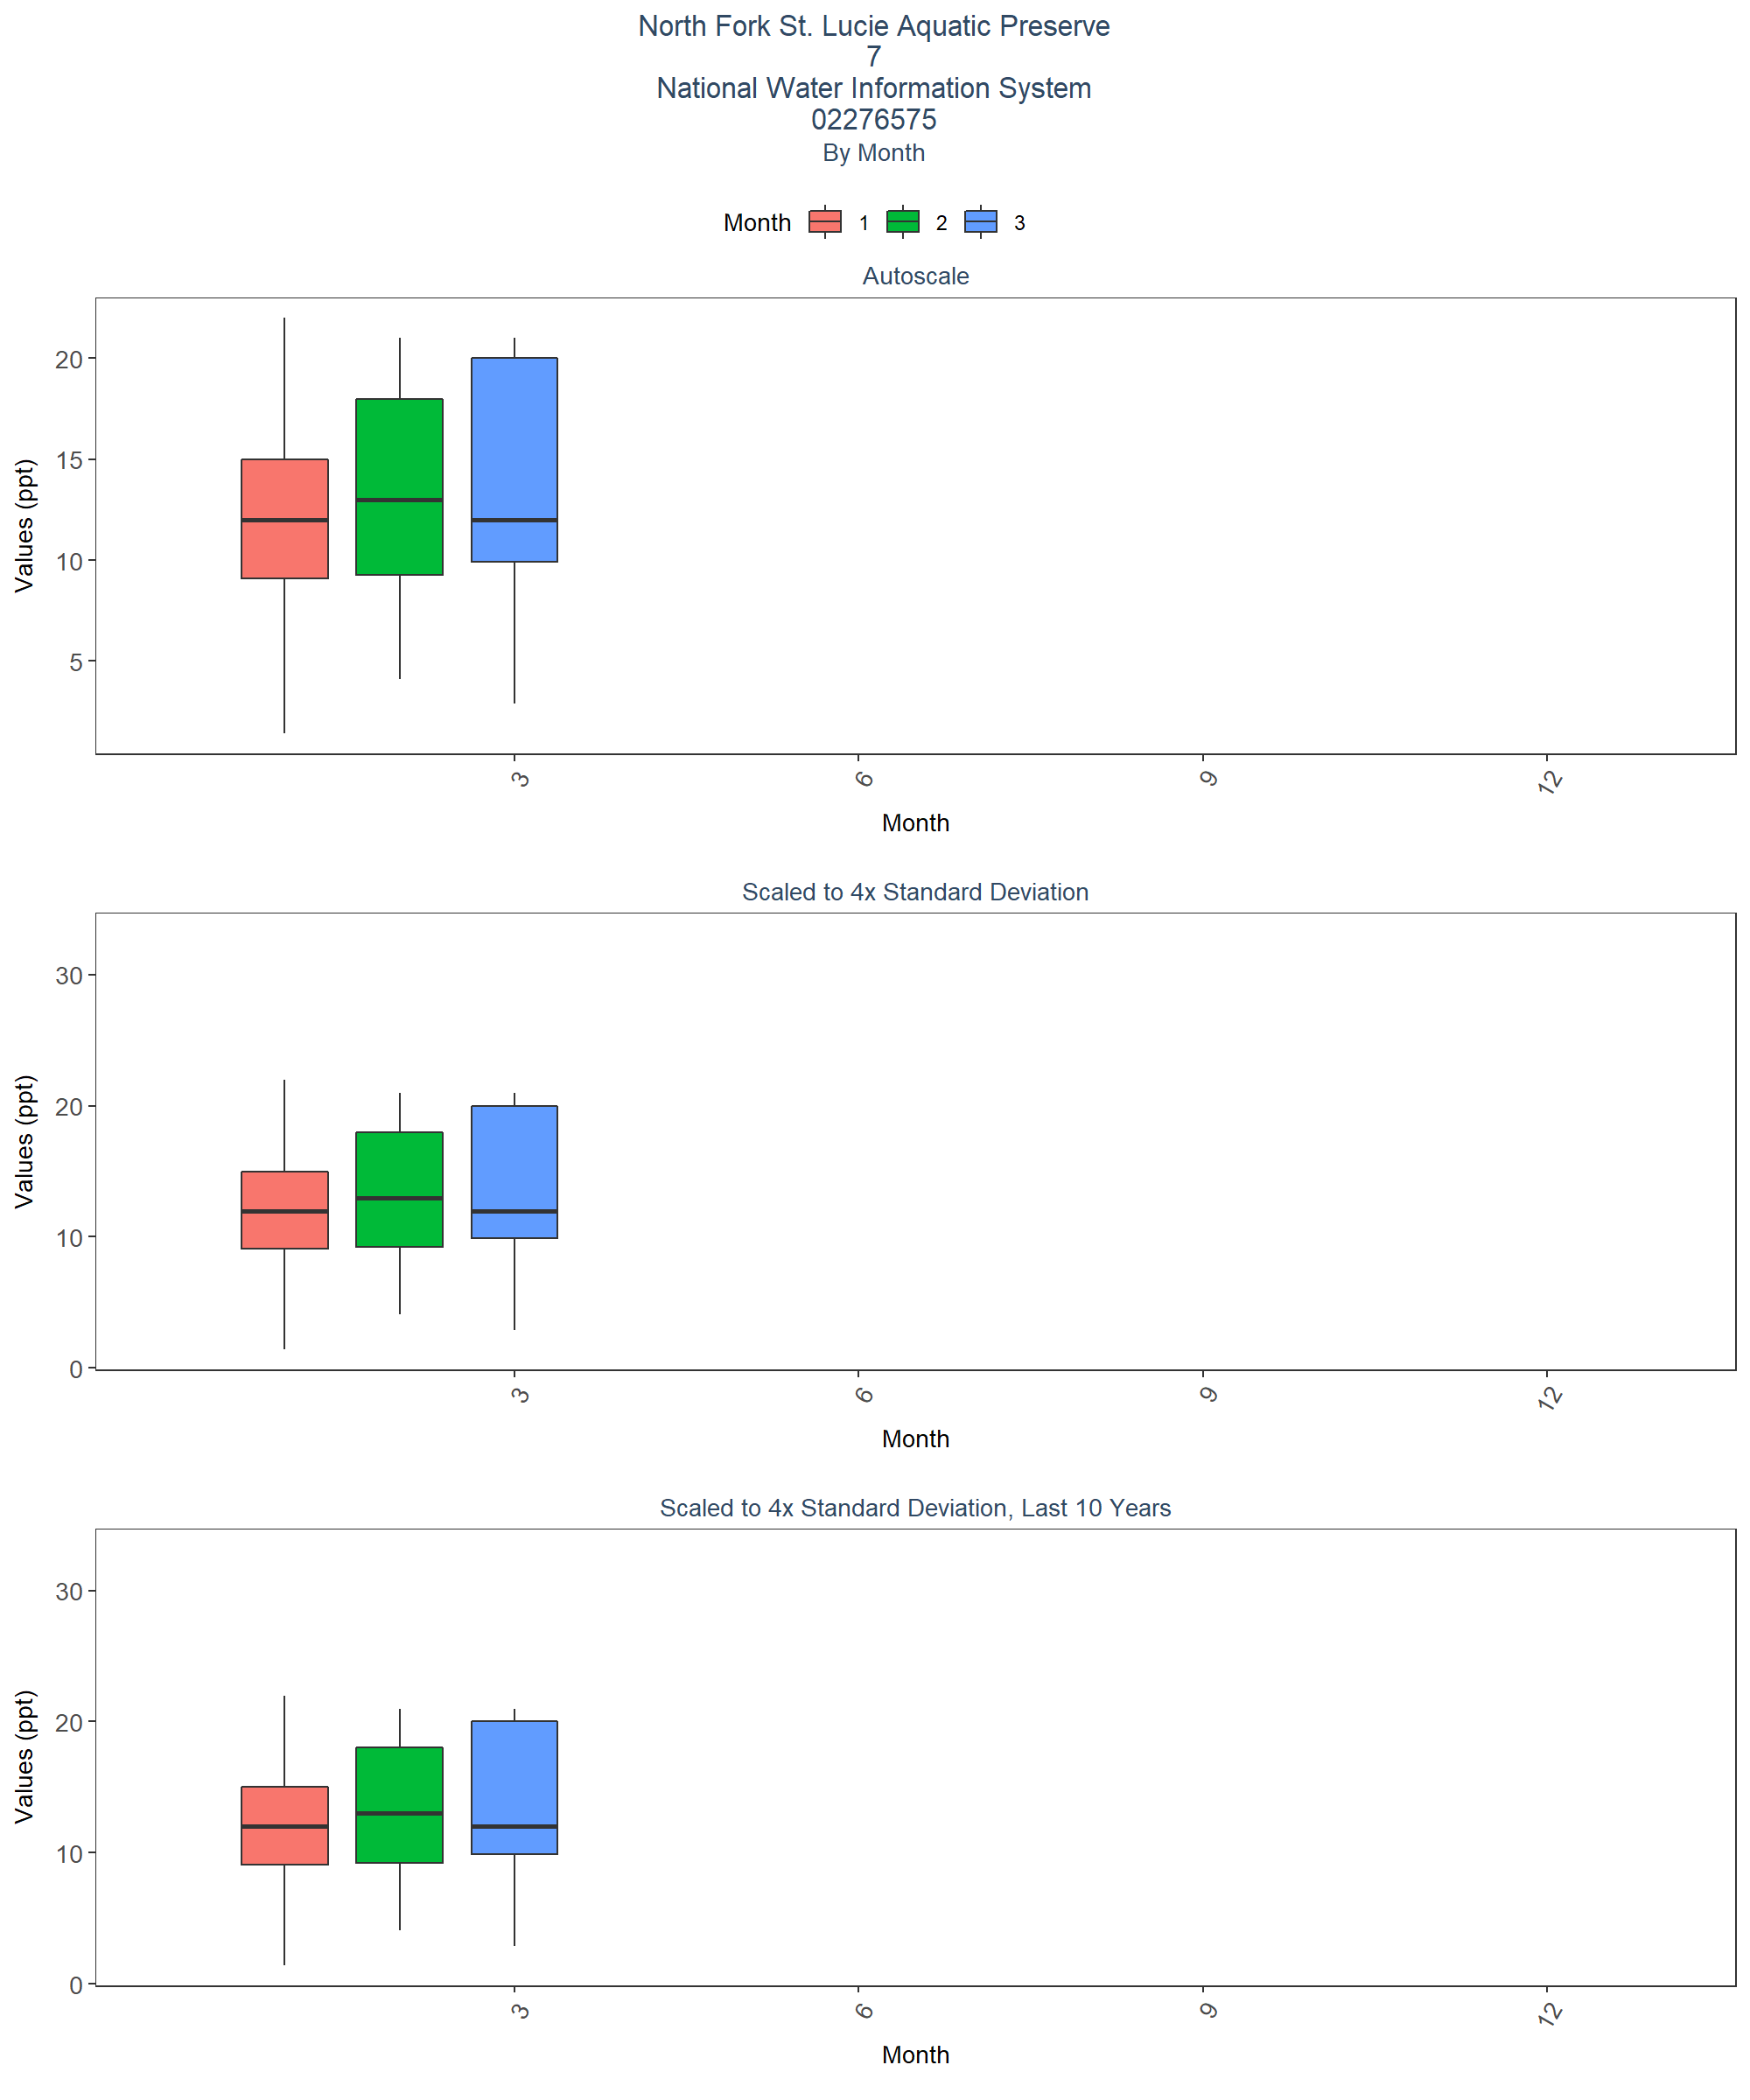 North Fork St. Lucie Aquatic Preserve
7
National Water Information System
02276575
By Month
Month 1 2 3
Autoscale
Values (ppt)
20
15
10
5
3 6 9 12
Month
Scaled to 4x Standard Deviation
Values (ppt)
30
20
10
0
3 6 9 12
Month
Scaled to 4x Standard Deviation, Last 10 Years
Values (ppt)
30
20
10
0
3 6 9 12
Month